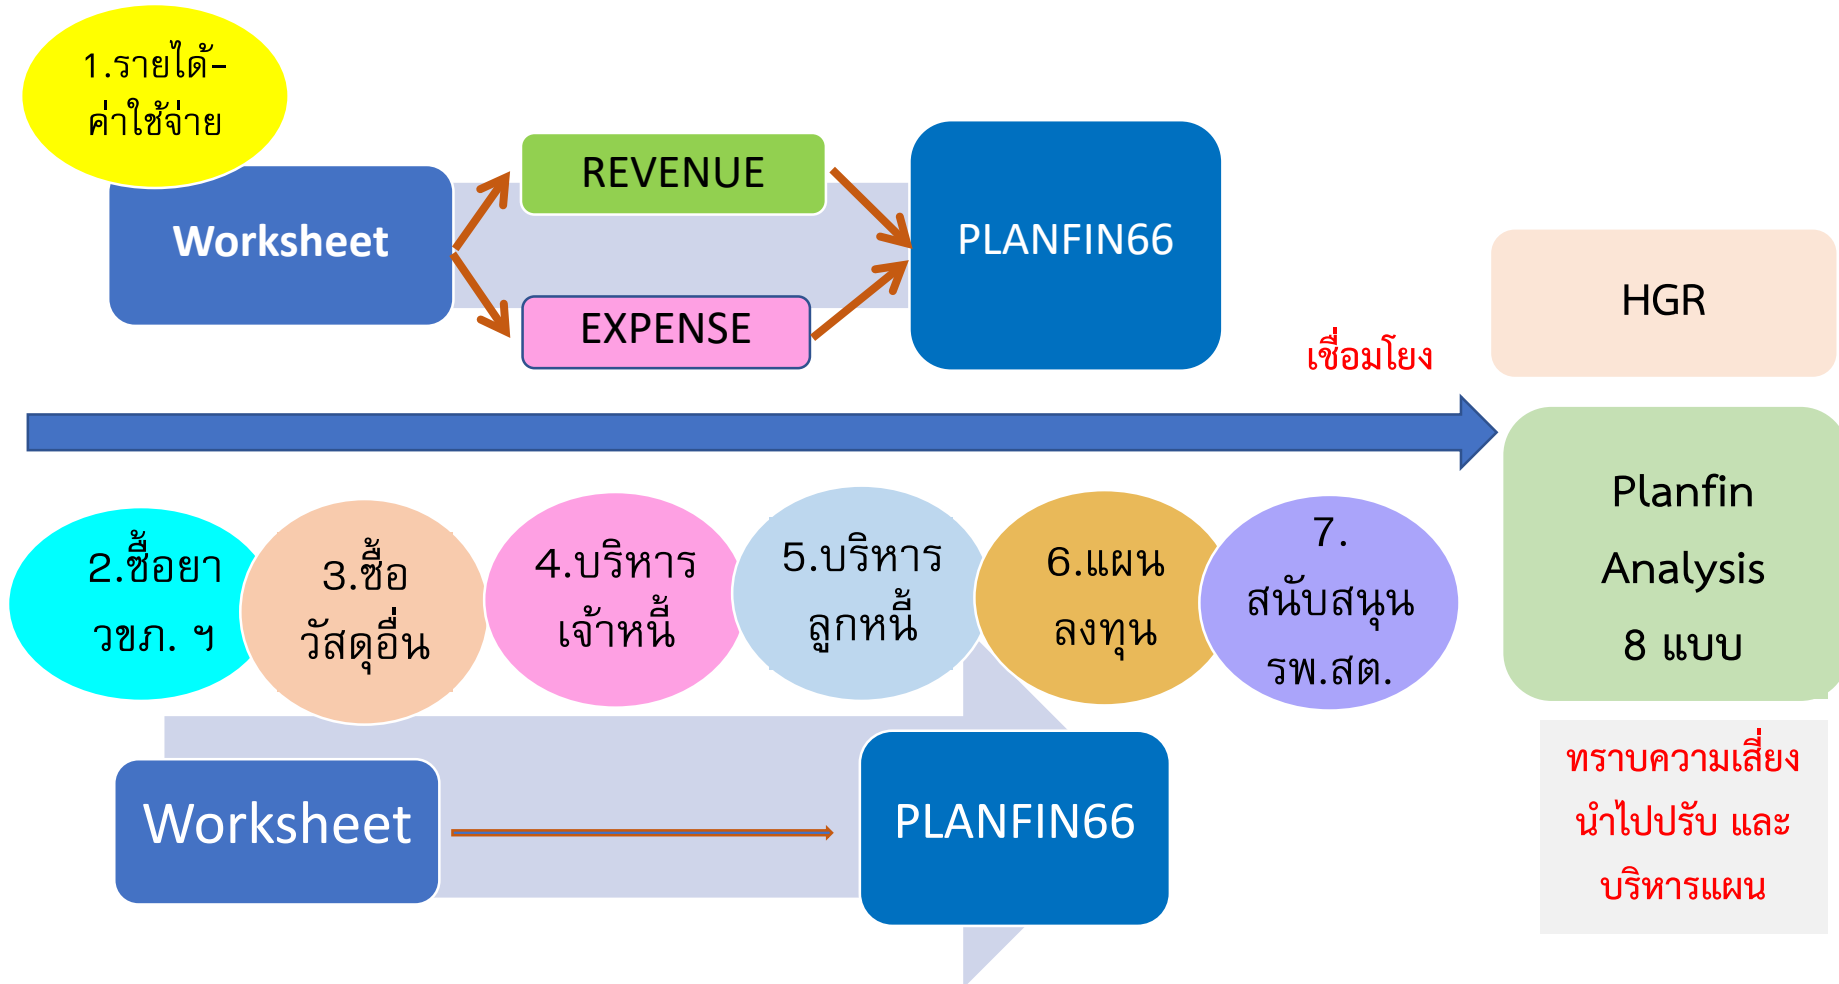 1.รายได้-
ค่าใช้จ่าย
Worksheet
REVENUE
EXPENSE
PLANFIN66
HGR
เชื่อมโยง
2.ซื้อยา
วขภ. ฯ
3.ซื้อ
วัสดุอื่น
4.บริหาร
เจ้าหนี้
5.บริหาร
ลูกหนี้
6.แผน
ลงทุน
7.
สนับสนุน
รพ.สต.
Planfin
Analysis
8 แบบ
Worksheet
PLANFIN66
ทราบความเสี่ยง
นำไปปรับ และ
บริหารแผน